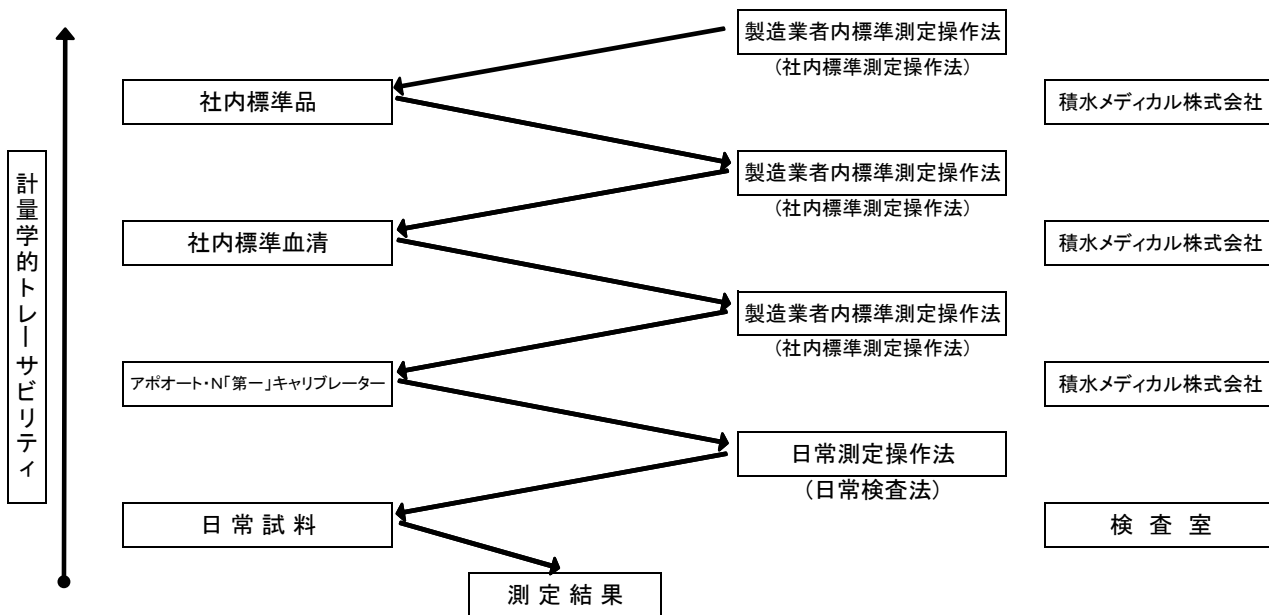 製造業者内標準測定操作法
(社内標準測定操作法)
社内標準品
積水メディカル株式会社
計量学的トレーサビリティ
製造業者内標準測定操作法
(社内標準測定操作法)
社内標準血清
積水メディカル株式会社
製造業者内標準測定操作法
(社内標準測定操作法)
アポオート・N「第一」キャリブレーター
積水メディカル株式会社
日常測定操作法
(日常検査法)
日常試料
検査室
測定結果